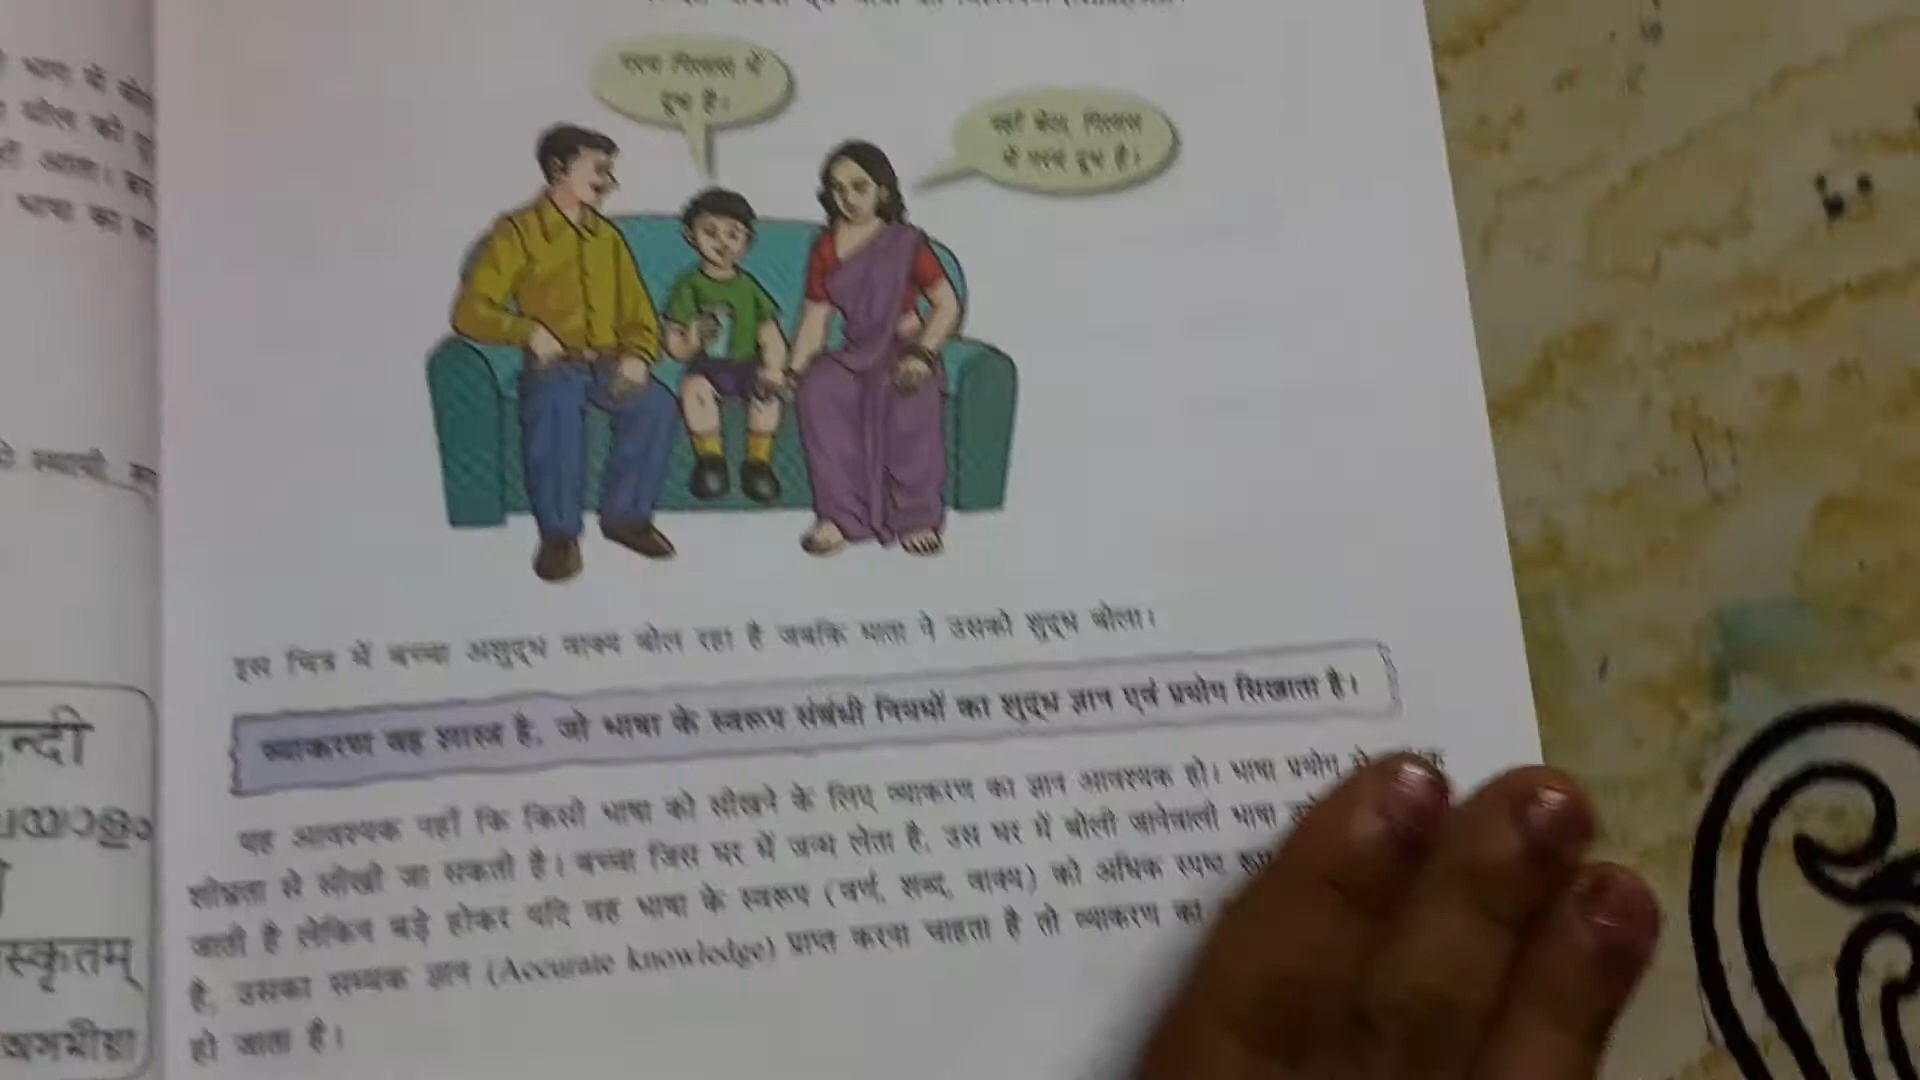 गरम गिलास में
दूध है।
नहीं बेटा, गिलास
में गरम दूध है।
इस चित्र में बच्चा अशुद्ध वाक्य बोल रहा है जबकि माता ने उसको शुद्ध बोला।
व्याकरण वह शास्त्र है, जो भाषा के स्वरूप संबंधी नियमों का शुद्ध ज्ञान एवं प्रयोग सिखाता है।
यह आवश्यक नहीं कि किसी भाषा को सीखने के लिए व्याकरण का ज्ञान आवश्यक हो। भाषा प्रयोग से
शीघ्रता से सीखी जा सकती है। बच्चा जिस घर में जन्म लेता है, उस घर में बोली जानेवाली भाषा
जाती है लेकिन बड़े होकर यदि वह भाषा के स्वरूप (वर्ण, शब्द, वाक्य) को अधिक स्पष्ट रूप
है, उसका सम्यक ज्ञान (Accurate knowledge) प्राप्त करना चाहता है तो व्याकरण का
हो जाता है।
न्दी
स्कृतम्